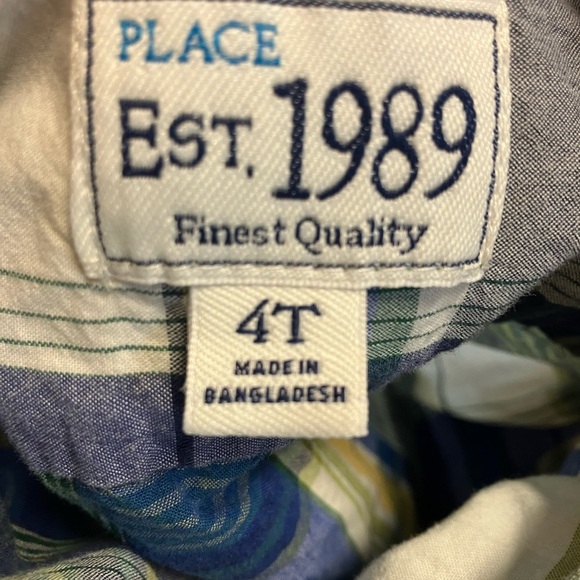 PLACE
EST. 1989
Finest Quality
4T
MADE IN
BANGLADESH